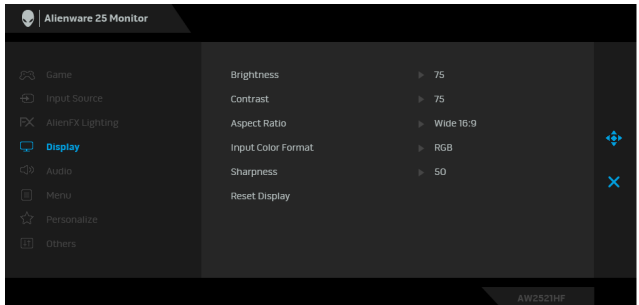 Alienware 25 Monitor
Game
Input Source
AlienFX Lighting
Display
Audio
Menu
Personalize
Others
Brightness 75
Contrast 75
Aspect Ratio Wide 16:9
Input Color Format RGB
Sharpness 50
Reset Display
AW2521HF